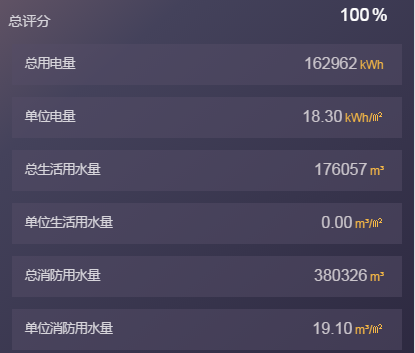 总评分 100 %
总用电量 162962 kWh
单位电量 18.30 kWh/㎡
总生活用水量 176057 m³
单位生活用水量 0.00 m³/㎡
总消防用水量 380326 m³
单位消防用水量 19.10 m³/㎡